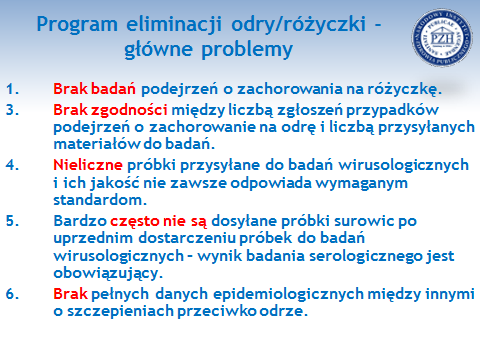 Program eliminacji odry/różyczki –
główne problemy
PZH
1. Brak badań podejrzeń o zachorowania na różyczkę.
3. Brak zgodności między liczbą zgłoszeń przypadków
podejrzeń o zachorowanie na odrę i liczbą przysyłanych
materiałów do badań.
4. Nieliczne próbki przysyłane do badań wirusologicznych
i ich jakość nie zawsze odpowiada wymaganym
standardom.
5. Bardzo często nie są dosyłane próbki surowic po
uprzednim dostarczeniu próbek do badań
wirusologicznych – wynik badania serologicznego jest
obowiązujący.
6. Brak pełnych danych epidemiologicznych między innymi
o szczepieniach przeciwko odrze.